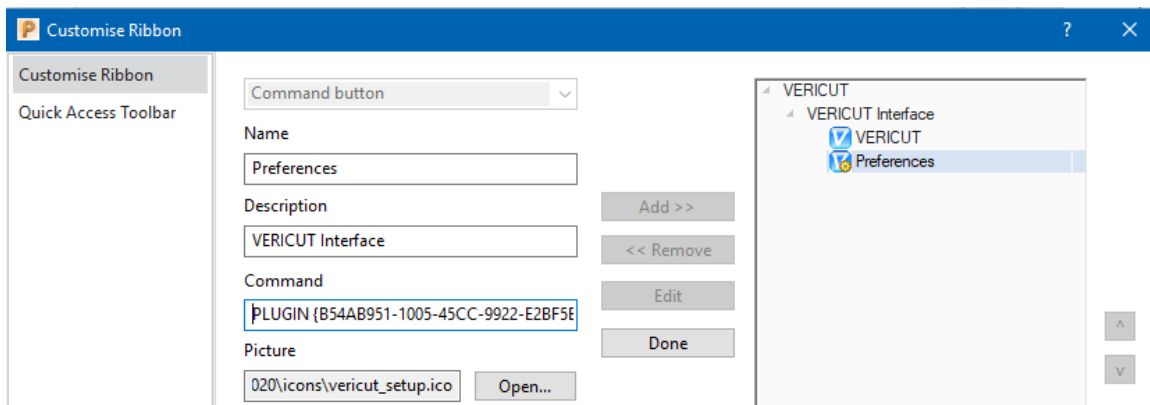 Customise Ribbon
?
Customise Ribbon
Quick Access Toolbar
Command button
Name
Preferences
Description
VERICUT Interface
Command
PLUGIN {B54AB951-1005-45CC-9922-E2BF5E
Picture
020\icons\vericut_setup.ico
Open...
Add >>
<< Remove
Edit
Done
VERICUT
VERICUT Interface
VERICUT
Preferences